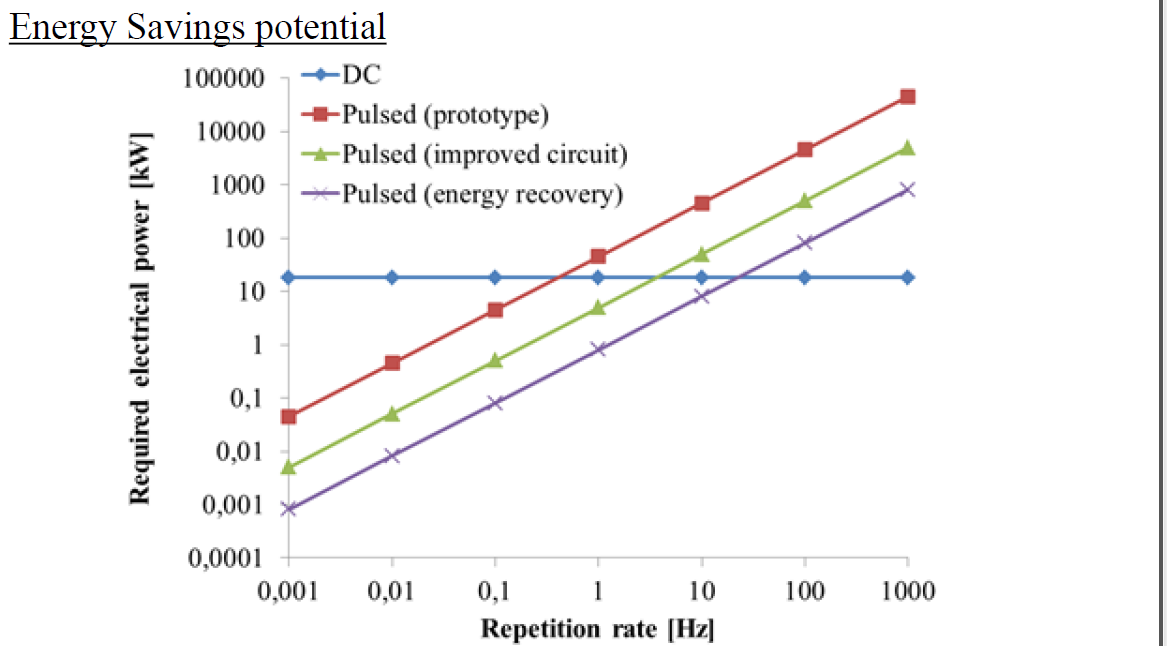 Energy Savings potential
DC
Pulsed (prototype)
Pulsed (improved circuit)
Pulsed (energy recovery)
100000
10000
1000
100
10
1
0,1
0,01
0,001
0,0001
Required electrical power [kW]
0,001 0,01 0,1 1 10 100 1000
Repetition rate [Hz]